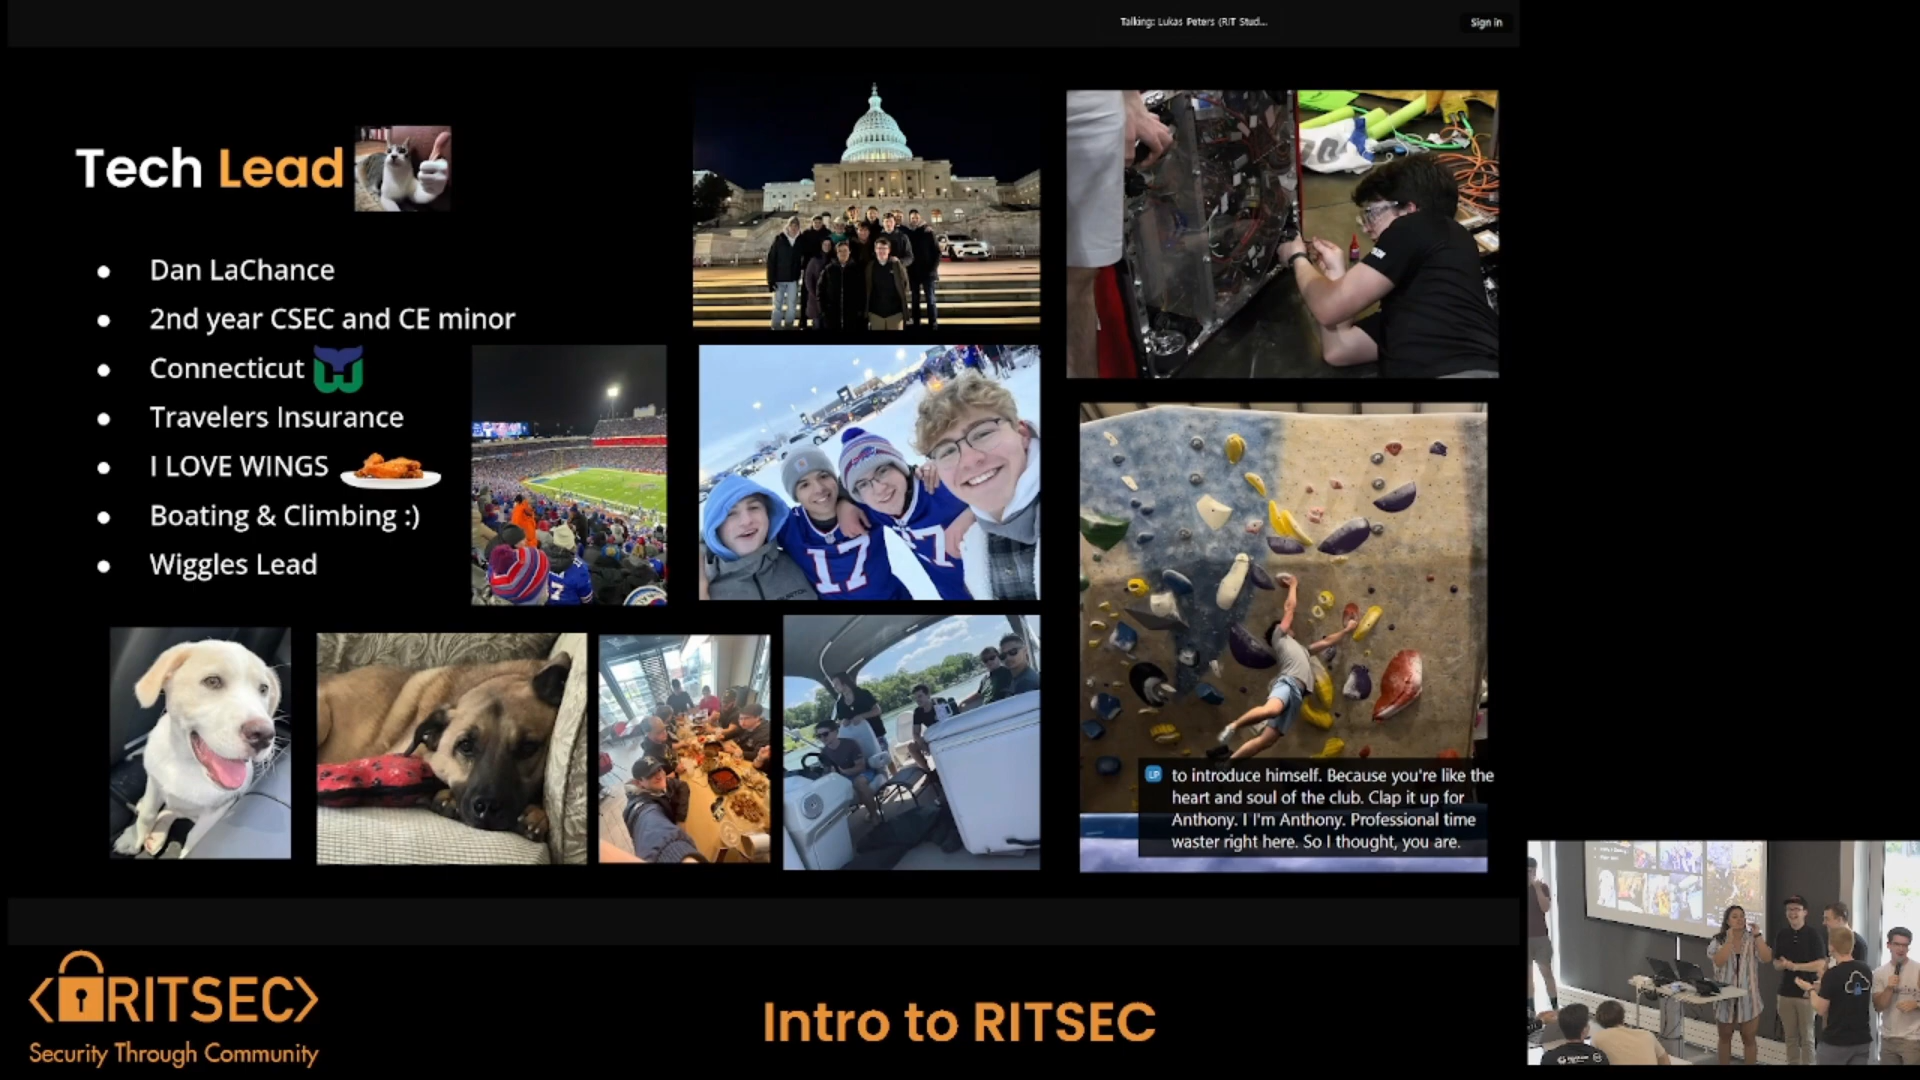 Talking: Lukas Peters (RIT Stud...
Sign in
Tech Lead
Dan LaChance
2nd year CSEC and CE minor
Connecticut
Travelers Insurance
I LOVE WINGS
Boating & Climbing :)
Wiggles Lead
17
7
LP
to introduce himself. Because you're like the
heart and soul of the club. Clap it up for
Anthony. I I'm Anthony. Professional time
waster right here. So I thought, you are.
<RITSEC>
Security Through Community
Intro to RITSEC